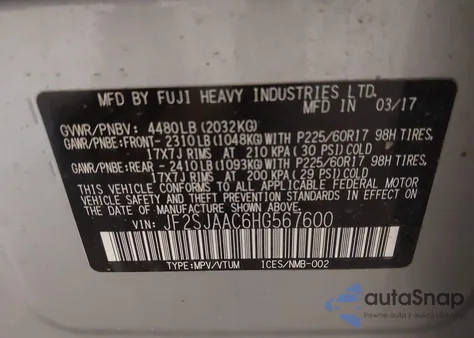 MFD BY FUJI HEAVY INDUSTRIES LTD.
MFD IN 03/17
GVWR/PNBV: 4480LB (2032KG)
GAWR/PNBE:FRONT- 2310LB (1048KG)WITH P225/60R17 98H TIRES,
17X7J RIMS AT 210 KPA (30 PSI)COLD
GAWR/PNBE:REAR -2410LB (1093KG)WITH P225/60R17 98H TIRES,
17X7J RIMS AT 200 KPA (29 PSI)COLD
THIS VEHICLE CONFORMS TO ALL APPLICABLE FEDERAL MOTOR
VEHICLE SAFETY,BUMPER,AND THEFT PREVENTION STANDARDS
IN EFFECT ON THE DATE OF MANUFACTURE SHOWN ABOVE.
VIN: JF2SJAAC6HG567600
TYPE:MPV/VTUM ICES/NMB-002
autoSnap